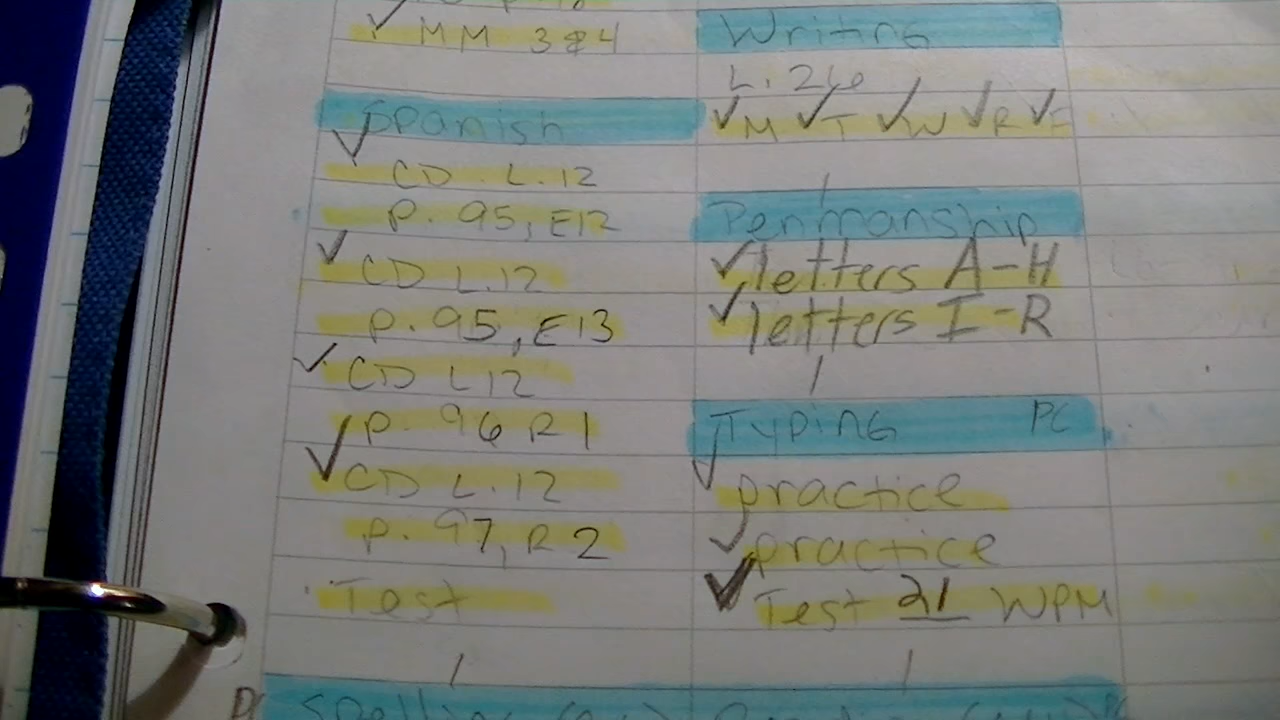 ✓ MM 3&4
Spanish
✓ CD L.12
P. 95, E12
✓ CD L.12
P. 95, E13
✓ CD L12
P. 96 R1
✓ CD L.12
P. 97, R2
Test
/
Writing
L. 26
✓M ✓T ✓W ✓R ✓F
/
Penmanship
✓ letters A-H
✓ letters I-R
/
Typing PC
✓ practice
✓ practice
✓ Test 21 WPM
/
Spelling